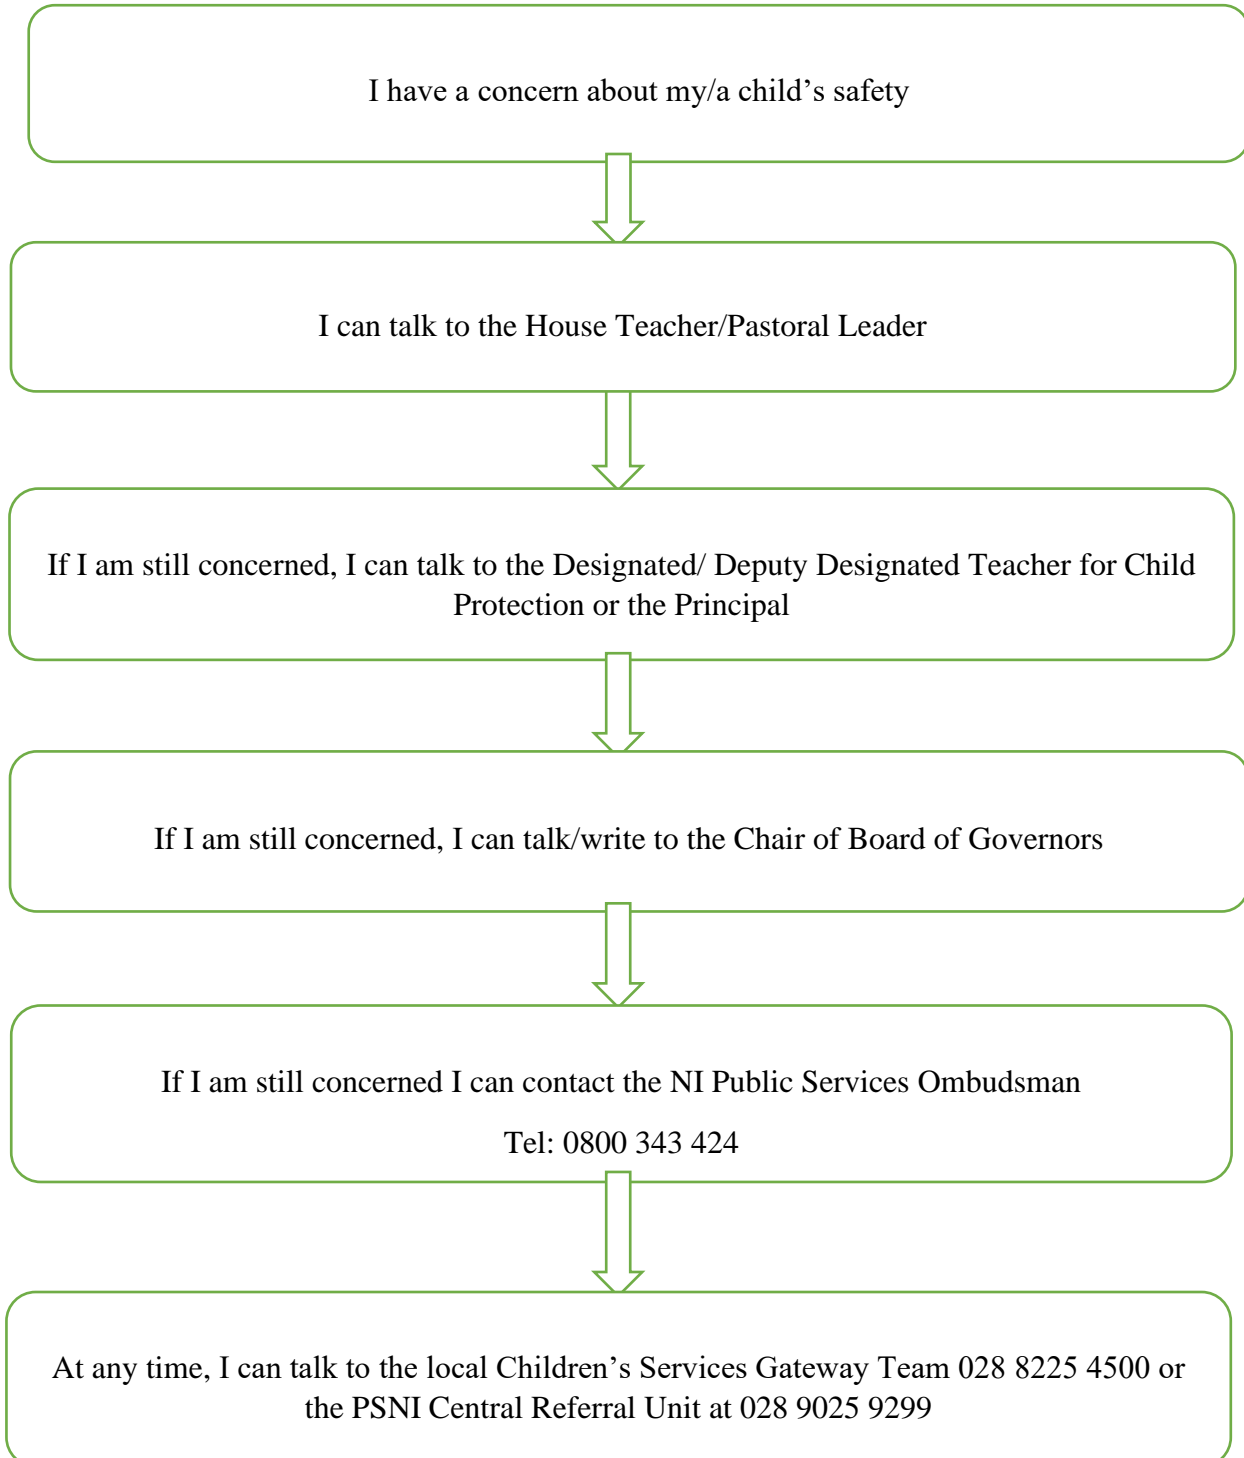 I have a concern about my/a child’s safety
I can talk to the House Teacher/Pastoral Leader
If I am still concerned, I can talk to the Designated/ Deputy Designated Teacher for Child
Protection or the Principal
If I am still concerned, I can talk/write to the Chair of Board of Governors
If I am still concerned I can contact the NI Public Services Ombudsman
Tel: 0800 343 424
At any time, I can talk to the local Children’s Services Gateway Team 028 8225 4500 or
the PSNI Central Referral Unit at 028 9025 9299